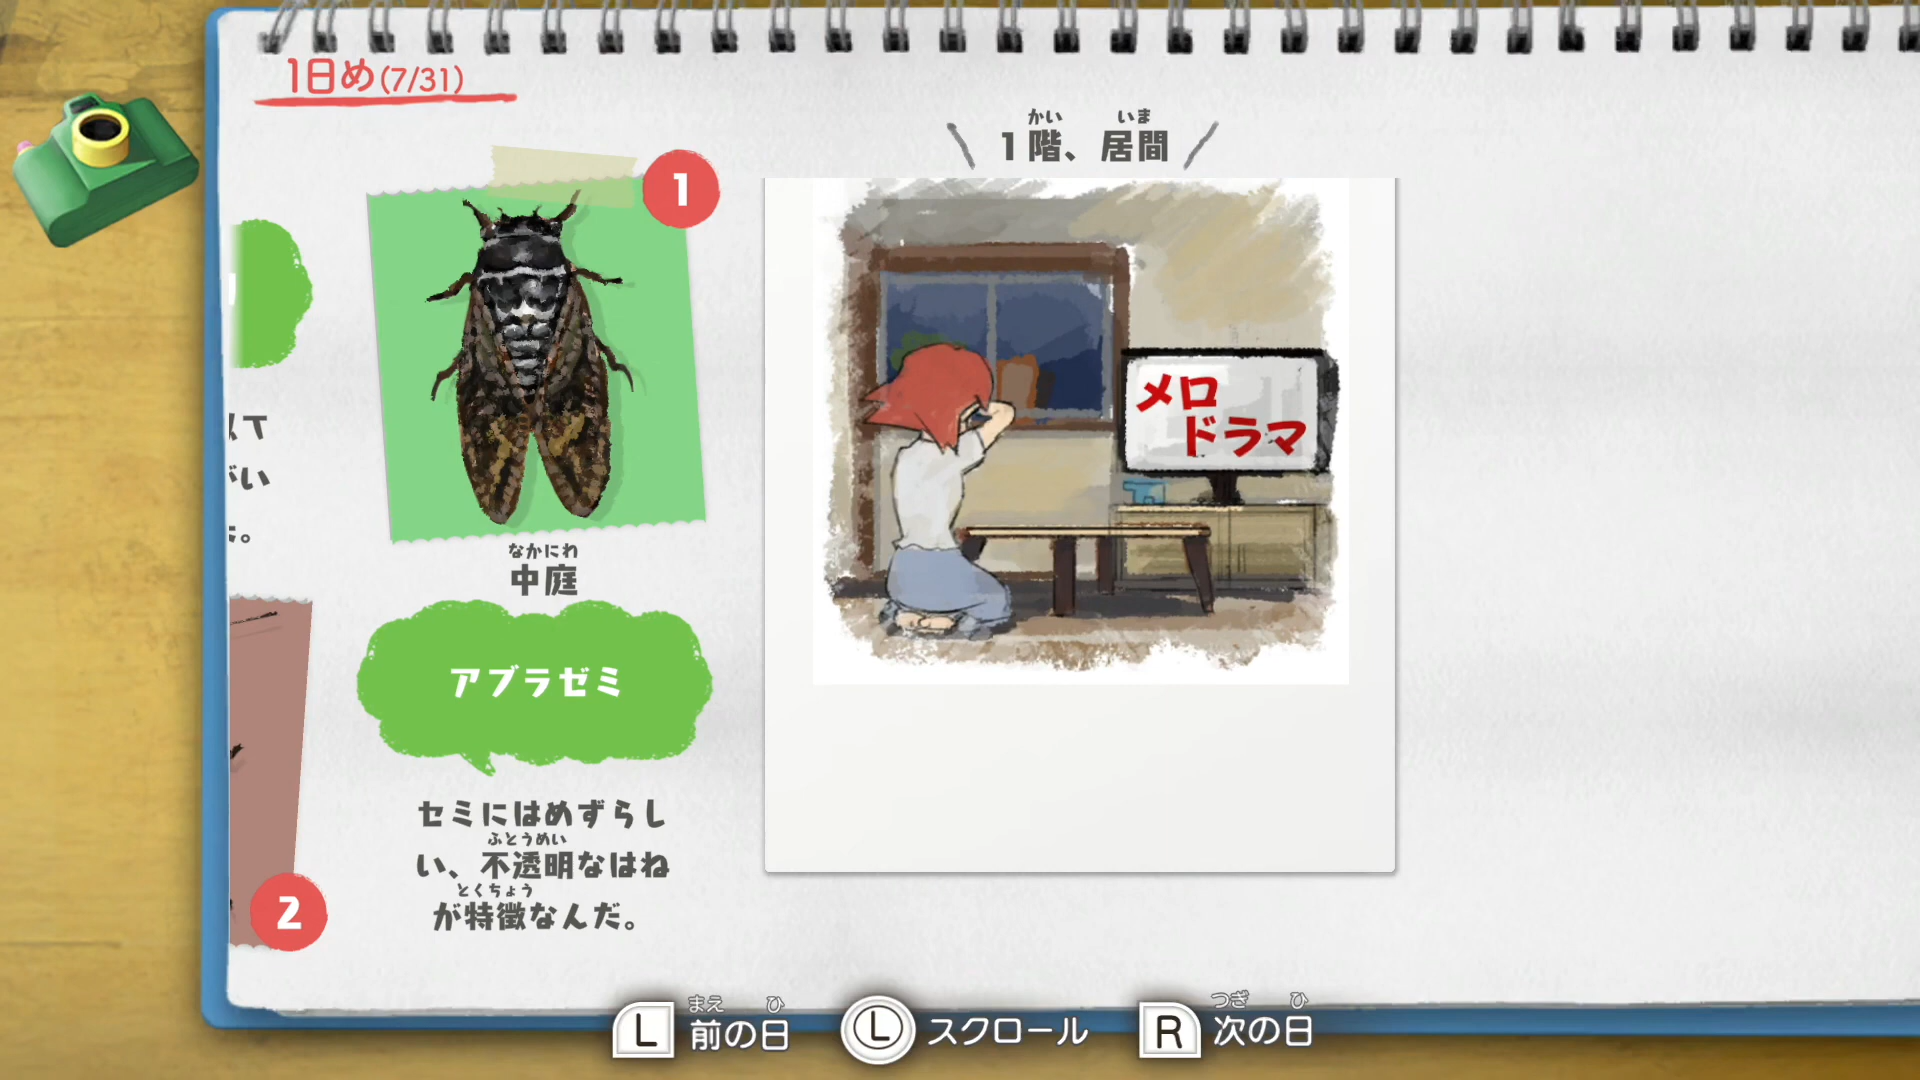 1日め(7/31)
かい いま
1階、居間
1
メロ
ドラマ
なかにわ
中庭
アブラゼミ
セミにはめずらし
ふとうめい
い、不透明なはね
とくちょう
が特徴なんだ。
がい
2
まえ ひ
L 前の日
L スクロール
つぎ ひ
R 次の日